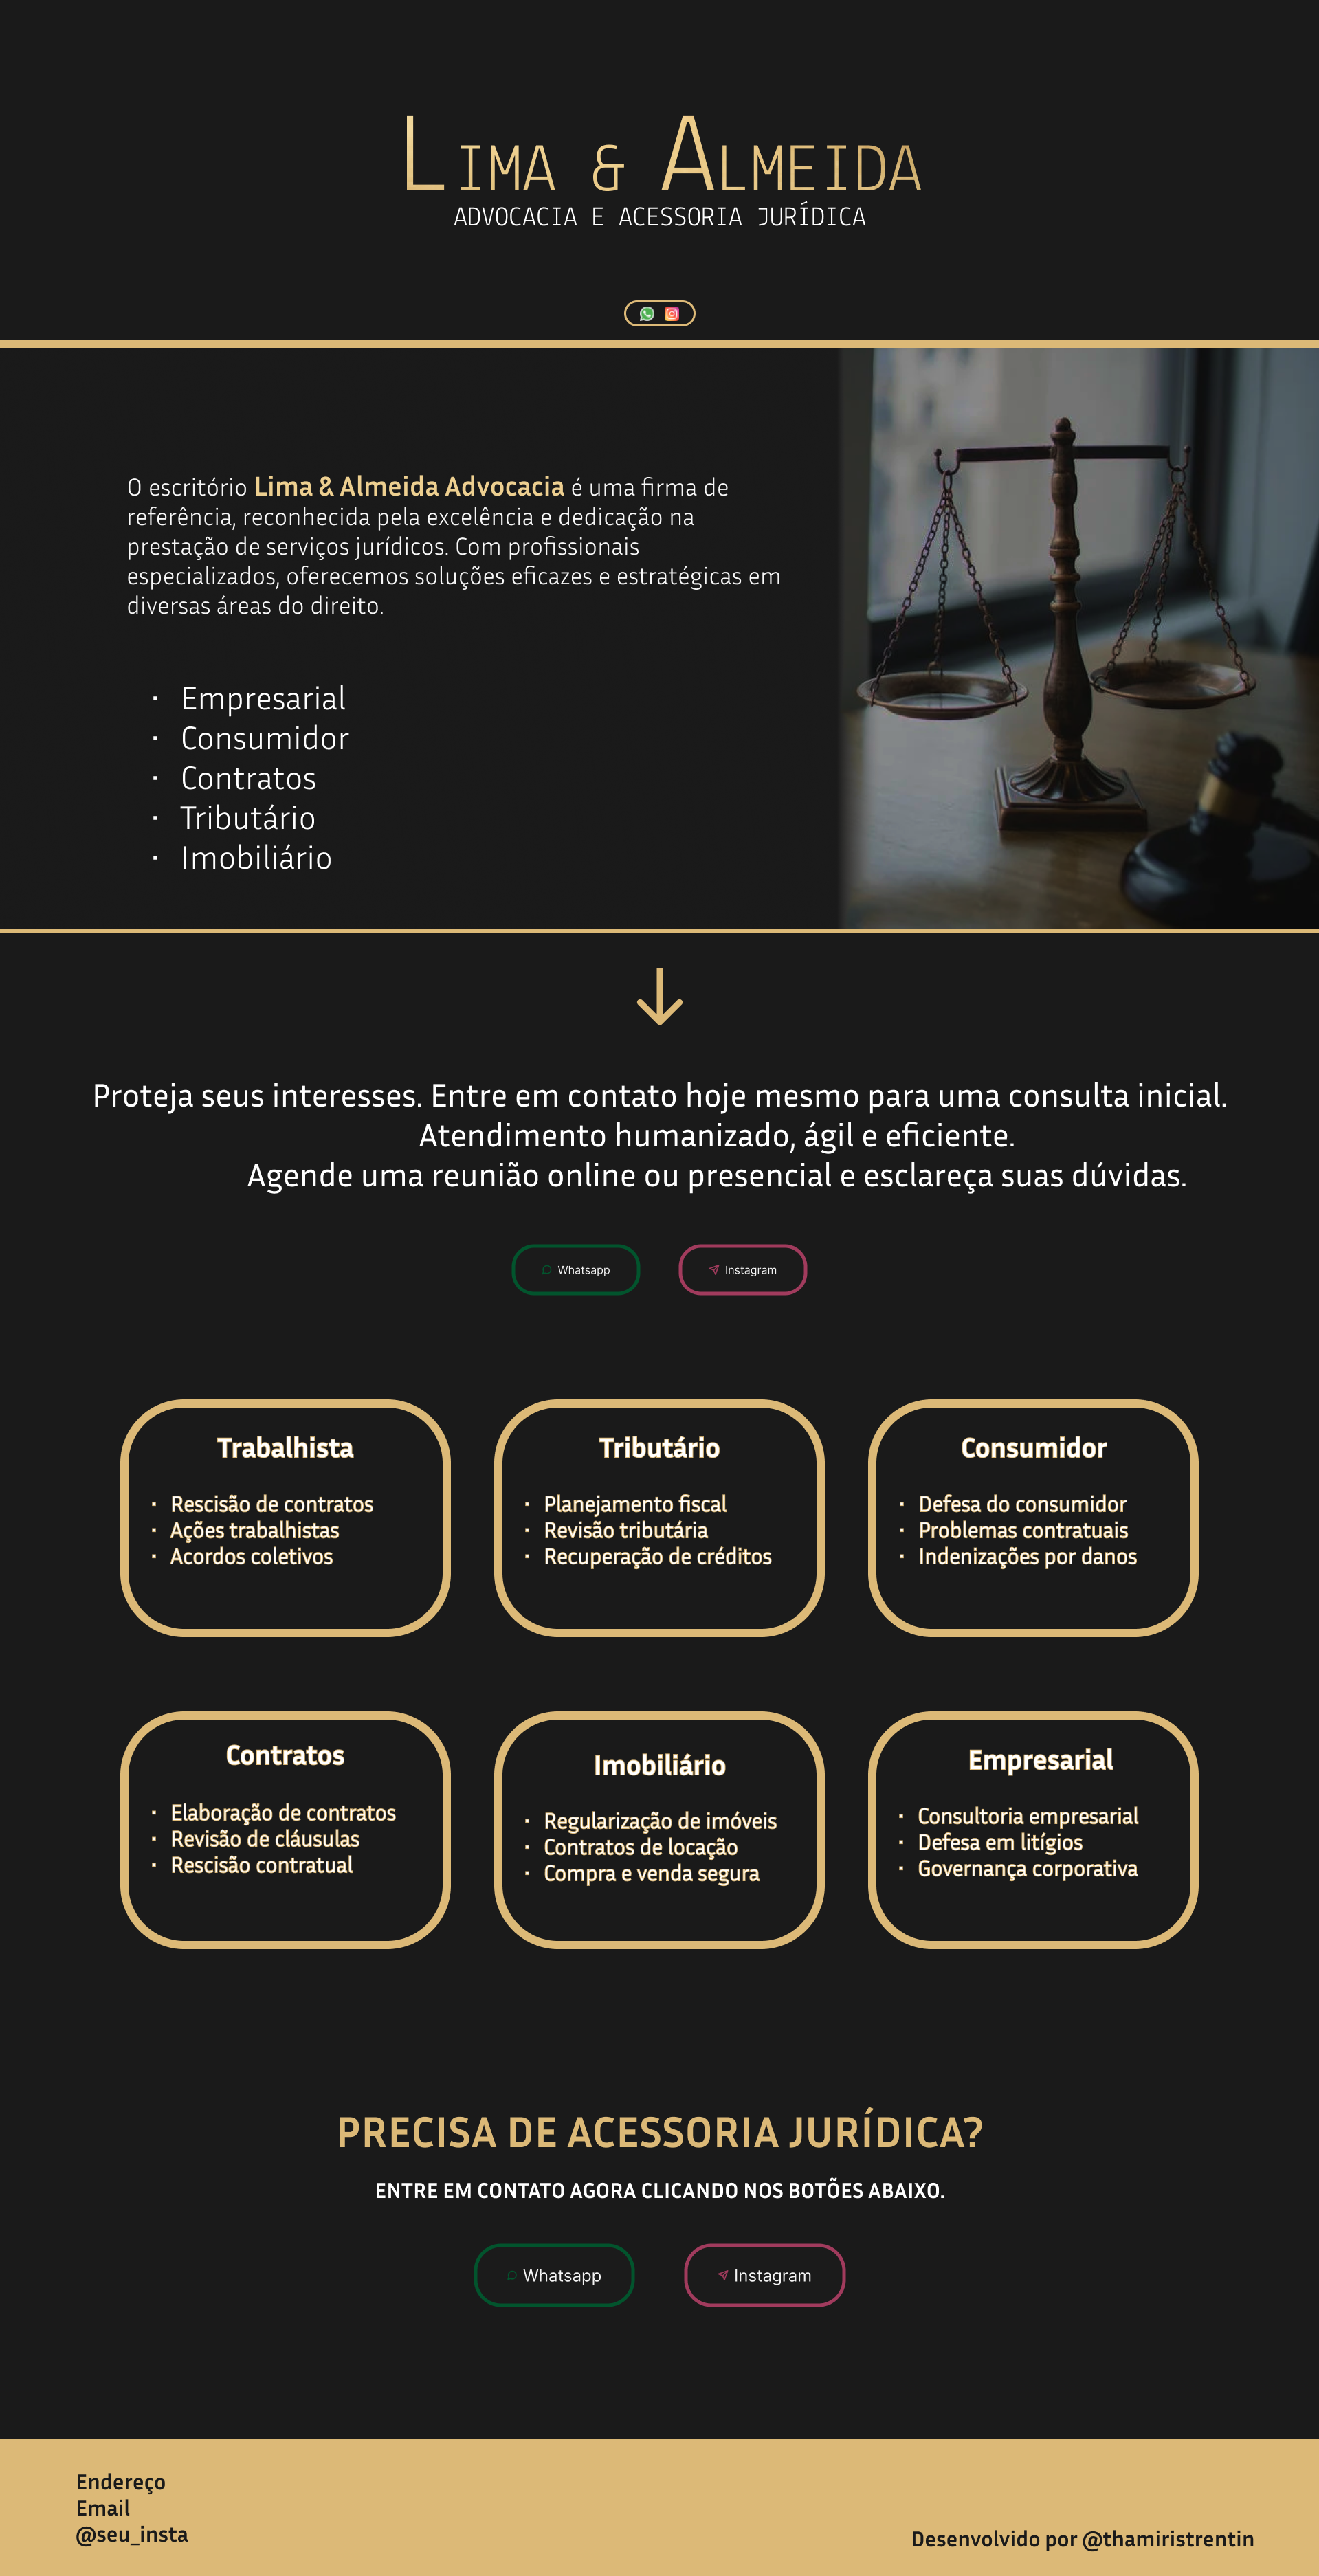 LIMA & ALMEIDA
ADVOCACIA E ACESSORIA JURÍDICA
O escritório Lima & Almeida Advocacia é uma firma de
referência, reconhecida pela excelência e dedicação na
prestação de serviços jurídicos. Com profissionais
especializados, oferecemos soluções eficazes e estratégicas em
diversas áreas do direito.
· Empresarial
· Consumidor
· Contratos
· Tributário
· Imobiliário
Proteja seus interesses. Entre em contato hoje mesmo para uma consulta inicial.
Atendimento humanizado, ágil e eficiente.
Agende uma reunião online ou presencial e esclareça suas dúvidas.
Whatsapp
Instagram
Trabalhista
· Rescisão de contratos
· Ações trabalhistas
· Acordos coletivos
Tributário
· Planejamento fiscal
· Revisão tributária
· Recuperação de créditos
Consumidor
· Defesa do consumidor
· Problemas contratuais
· Indenizações por danos
Contratos
· Elaboração de contratos
· Revisão de cláusulas
· Rescisão contratual
Imobiliário
· Regularização de imóveis
· Contratos de locação
· Compra e venda segura
Empresarial
· Consultoria empresarial
· Defesa em litígios
· Governança corporativa
PRECISA DE ACESSORIA JURÍDICA?
ENTRE EM CONTATO AGORA CLICANDO NOS BOTÕES ABAIXO.
Whatsapp
Instagram
Endereço
Email
@seu_insta
Desenvolvido por @thamiristrentin